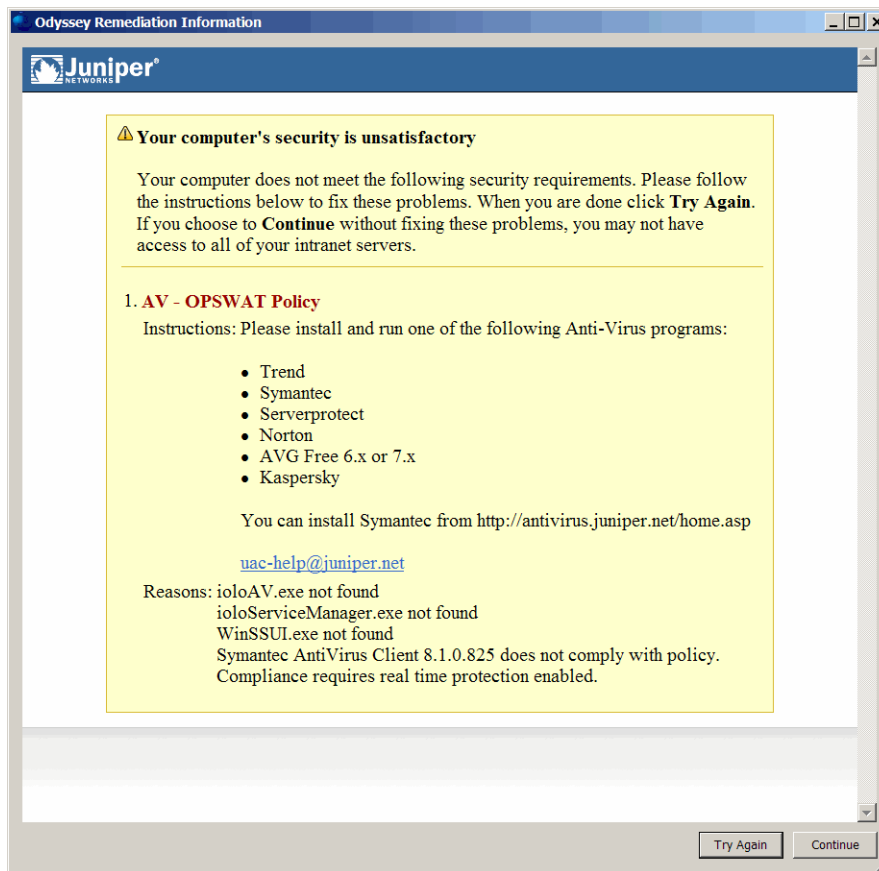 Odyssey Remediation Information
Juniper®
NETWORKS
Your computer's security is unsatisfactory
Your computer does not meet the following security requirements. Please follow
the instructions below to fix these problems. When you are done click Try Again.
If you choose to Continue without fixing these problems, you may not have
access to all of your intranet servers.
1. AV - OPSWAT Policy
Instructions: Please install and run one of the following Anti-Virus programs:
● Trend
● Symantec
● Serverprotect
● Norton
● AVG Free 6.x or 7.x
● Kaspersky
You can install Symantec from http://antivirus.juniper.net/home.asp
uac-help@juniper.net
Reasons: ioloAV.exe not found
ioloServiceManager.exe not found
WinSSUI.exe not found
Symantec AntiVirus Client 8.1.0.825 does not comply with policy.
Compliance requires real time protection enabled.
Try Again Continue